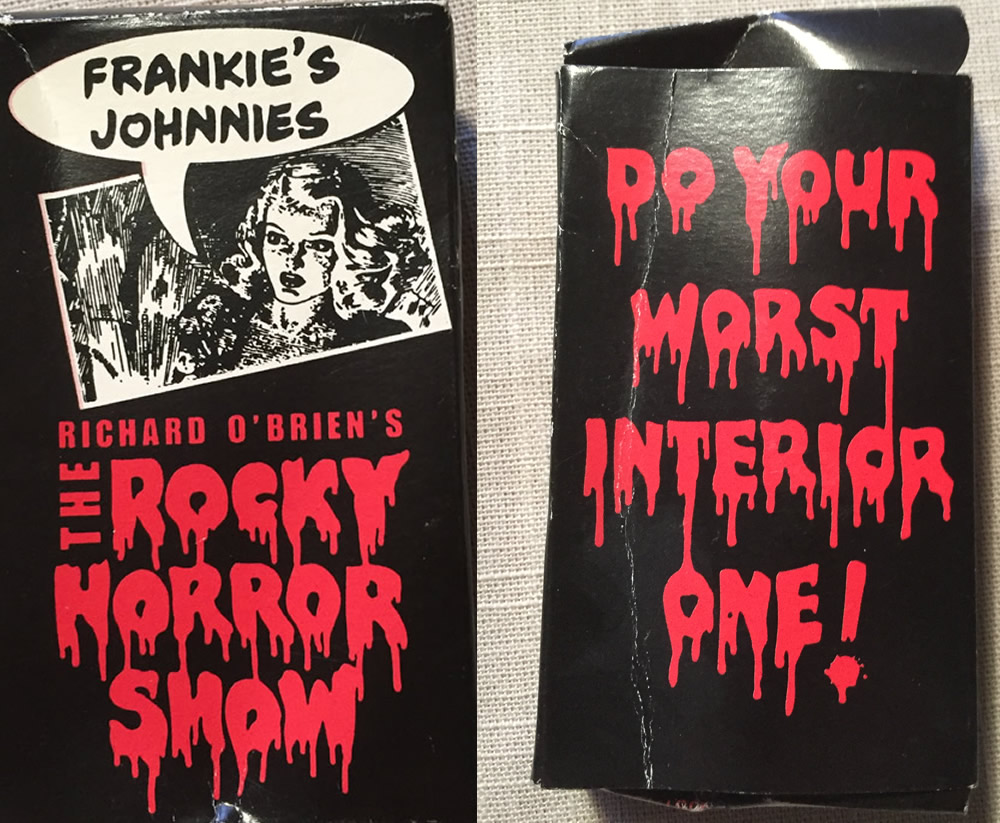 FRANKIE'S
JOHNNIES
RICHARD O'BRIEN'S
THE ROCKY
HORROR
SHOW
DO YOUR
WORST
INTERIOR
ONE!